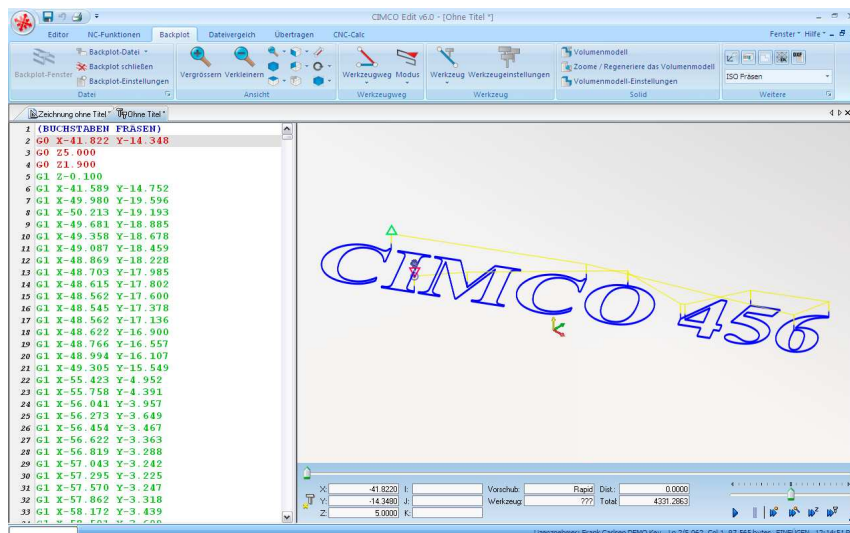 CIMCO Edit v6.0 - [Ohne Titel *]
Editor NC-Funktionen Backplot Dateivergeich Übertragen CNC-Calc Fenster Hilfe
Backplot-Fenster
Backplot-Datei
Backplot schließen
Backplot-Einstellungen
Datei
Vergrössern Verkleinern
Ansicht
Werkzeugweg Modus
Werkzeugweg
Werkzeug Werkzeugeinstellungen
Werkzeug
Volumenmodell
Zoome / Regeneriere das Volumenmodell
Volumenmodell-Einstellungen
Solid
ISO Fräsen
Weitere
Zeichnung ohne Titel* Ohne Titel*
1 (BUCHSTABEN FRASEN)
2 G0 X-41.822 Y-14.348
3 G0 Z5.000
4 G0 Z1.900
5 G1 Z-0.100
6 G1 X-41.589 Y-14.752
7 G1 X-49.980 Y-19.596
8 G1 X-50.213 Y-19.193
9 G1 X-49.681 Y-18.885
10 G1 X-49.358 Y-18.678
11 G1 X-49.087 Y-18.459
12 G1 X-48.869 Y-18.228
13 G1 X-48.703 Y-17.985
14 G1 X-48.615 Y-17.802
15 G1 X-48.562 Y-17.600
16 G1 X-48.545 Y-17.378
17 G1 X-48.562 Y-17.136
18 G1 X-48.622 Y-16.900
19 G1 X-48.766 Y-16.557
20 G1 X-48.994 Y-16.107
21 G1 X-49.305 Y-15.549
22 G1 X-55.423 Y-4.952
23 G1 X-55.758 Y-4.391
24 G1 X-56.041 Y-3.957
25 G1 X-56.273 Y-3.649
26 G1 X-56.454 Y-3.467
27 G1 X-56.622 Y-3.363
28 G1 X-56.819 Y-3.288
29 G1 X-57.043 Y-3.242
30 G1 X-57.295 Y-3.225
31 G1 X-57.570 Y-3.247
32 G1 X-57.862 Y-3.318
33 G1 X-58.172 Y-3.439
CIMCO 456
X: -41.8220 I: Vorschub: Rapid Dist.: 0.0000
Y: -14.3480 J: Werkzeug: ??? Total: 4331.2863
Z: 5.0000 K: